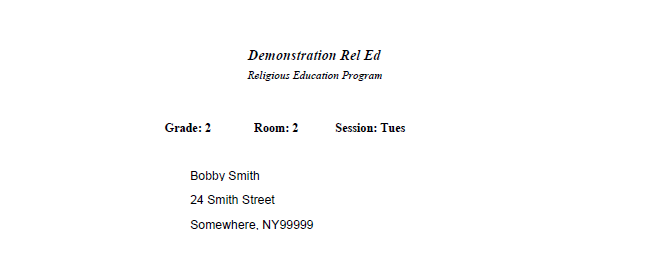 Demonstration Rel Ed
Religious Education Program
Grade: 2 Room: 2 Session: Tues
Bobby Smith
24 Smith Street
Somewhere, NY99999